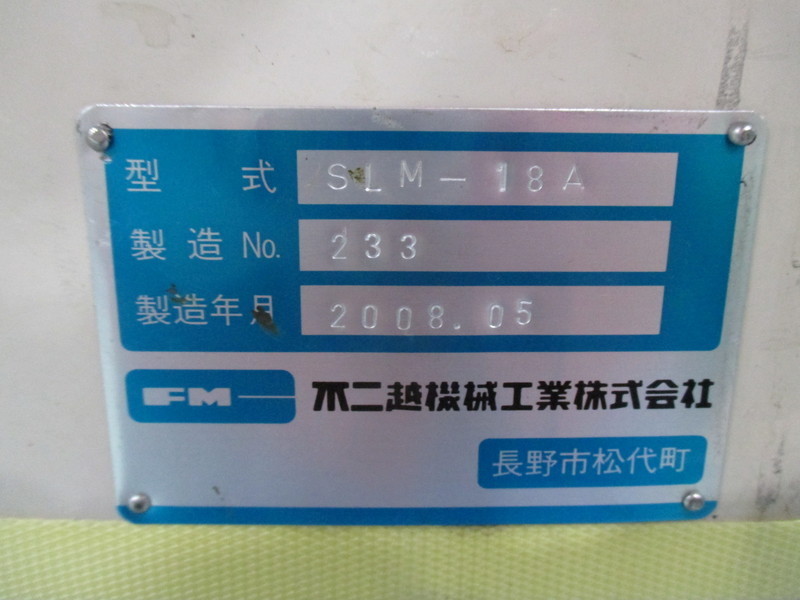 型式 SLM-18A
製造No. 233
製造年月 2008.05
FM 不二越機械工業株式会社
長野市松代町